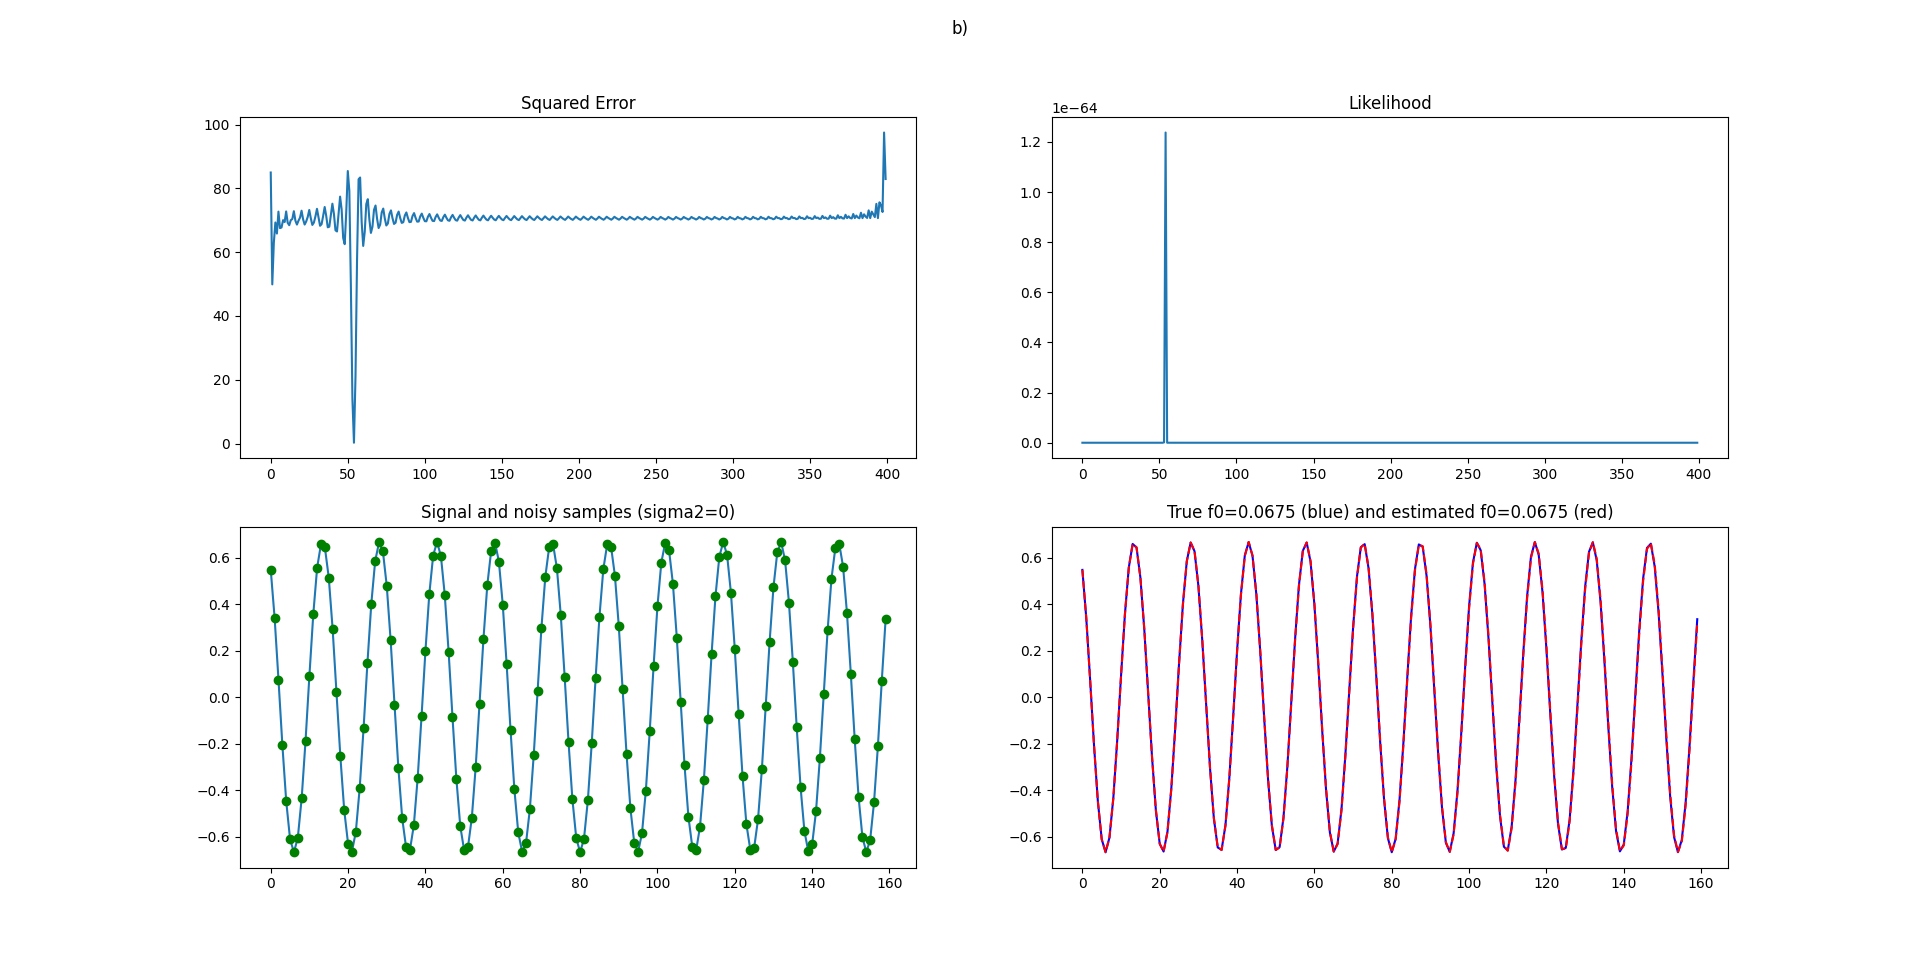 b)
Squared Error
100
80
60
40
20
0
0 50 100 150 200 250 300 350 400
Likelihood
1e−64
1.2
1.0
0.8
0.6
0.4
0.2
0.0
0 50 100 150 200 250 300 350 400
Signal and noisy samples (sigma2=0)
0.6
0.4
0.2
0.0
−0.2
−0.4
−0.6
0 20 40 60 80 100 120 140 160
True f0=0.0675 (blue) and estimated f0=0.0675 (red)
0.6
0.4
0.2
0.0
−0.2
−0.4
−0.6
0 20 40 60 80 100 120 140 160